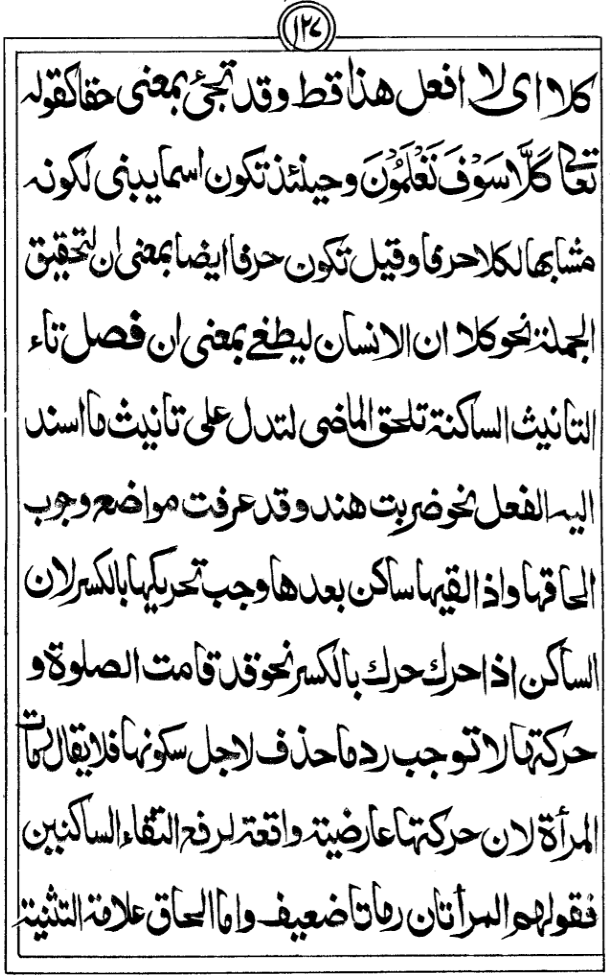 ١٢٧
كلا اى لا افعل هذا قط وقد تجئ بمعنى حقا كقوله
تعالى كَلَّا سَوْفَ تَعْلَمُوْنَ وحينئذ تكون اسما يبنى لكونه
مشابها لكلا حرفا وقيل تكون حرفا ايضا بمعنى ان لتحقيق
الجملة نحو كلا ان الانسان ليطغے بمعنى ان فصل تاء
التانيث الساكنة تلحق الماضى لتدل على تانيث ما اسند
اليه الفعل نحو ضربت هند وقد عرفت مواضع وجوب
الحاقها واذا لقيها ساكن بعدها وجب تحريكها بالكسر لان
الساكن اذا حرك حرك بالكسر نحو قد قامت الصلوة و
حركتها لا توجب رد ما حذف لاجل سكونها فلا يقال رمات
المرأة لان حركتها عارضية واقعة لرفع التقاء الساكنين
فقولهم المرأتان رماتا ضعيف واما الحاق علامة التثنية